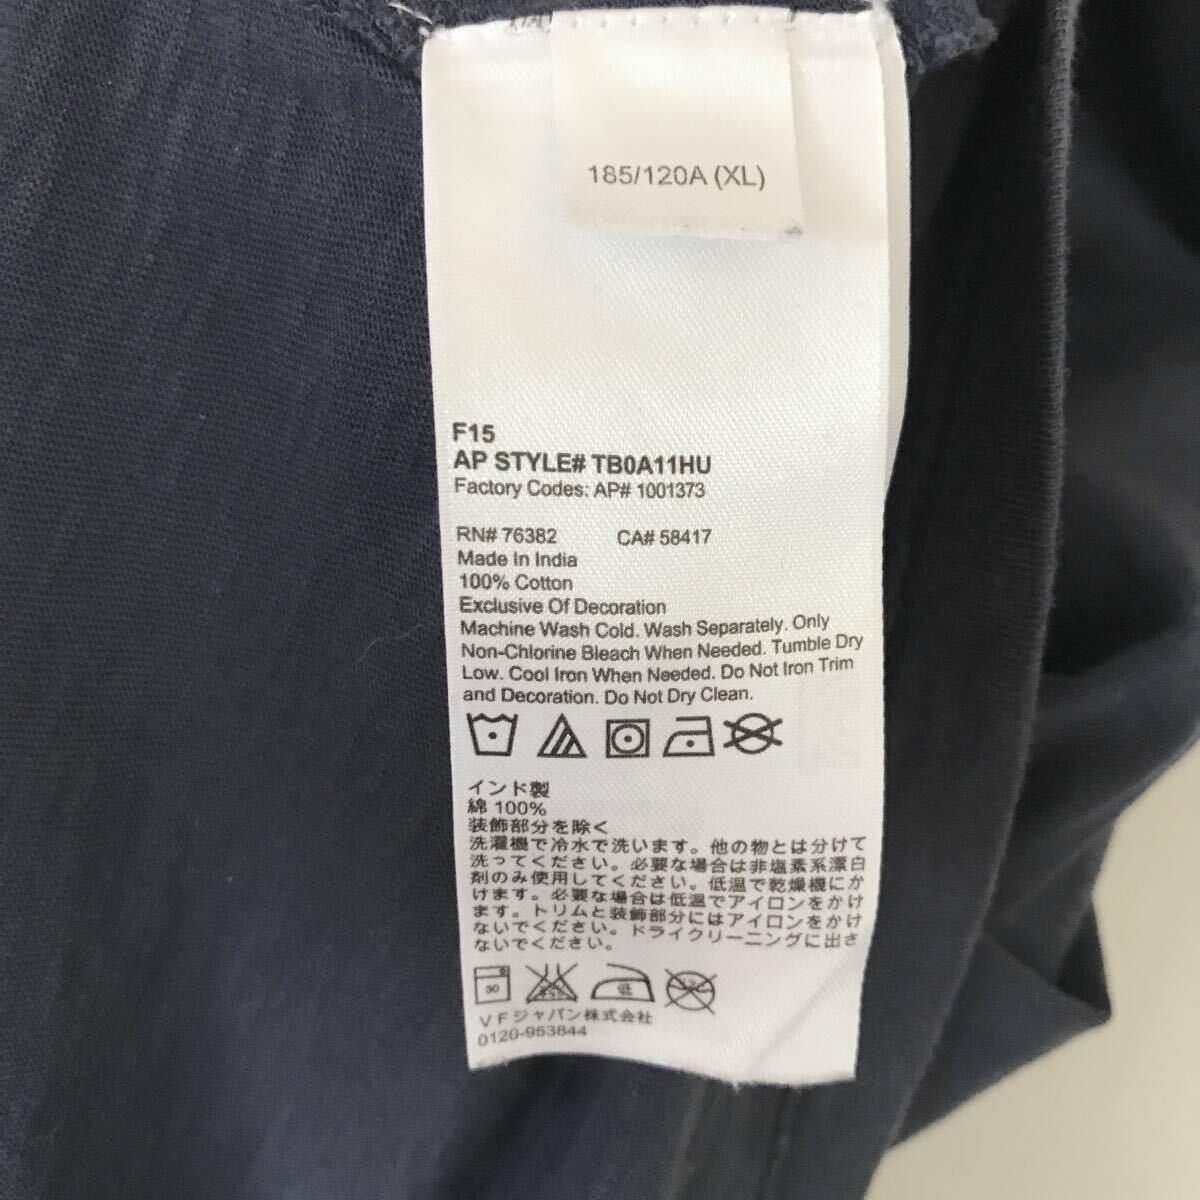 185/120A (XL)
F15
AP STYLE# TB0A11HU
Factory Codes: AP# 1001373
RN# 76382 CA# 58417
Made In India
100% Cotton
Exclusive Of Decoration
Machine Wash Cold. Wash Separately. Only
Non-Chlorine Bleach When Needed. Tumble Dry
Low. Cool Iron When Needed. Do Not Iron Trim
and Decoration. Do Not Dry Clean.
インド製
綿 100%
装飾部分を除く
洗濯機で冷水で洗います。他の物とは分けて
洗ってください。必要な場合は非塩素系漂白
剤のみ使用してください。低温で乾燥機にか
けます。必要な場合は低温でアイロンをかけ
ます。トリムと装飾部分にはアイロンをかけ
ないでください。ドライクリーニングに出さ
ないでください。
30 低
VFジャパン株式会社
0120-953844